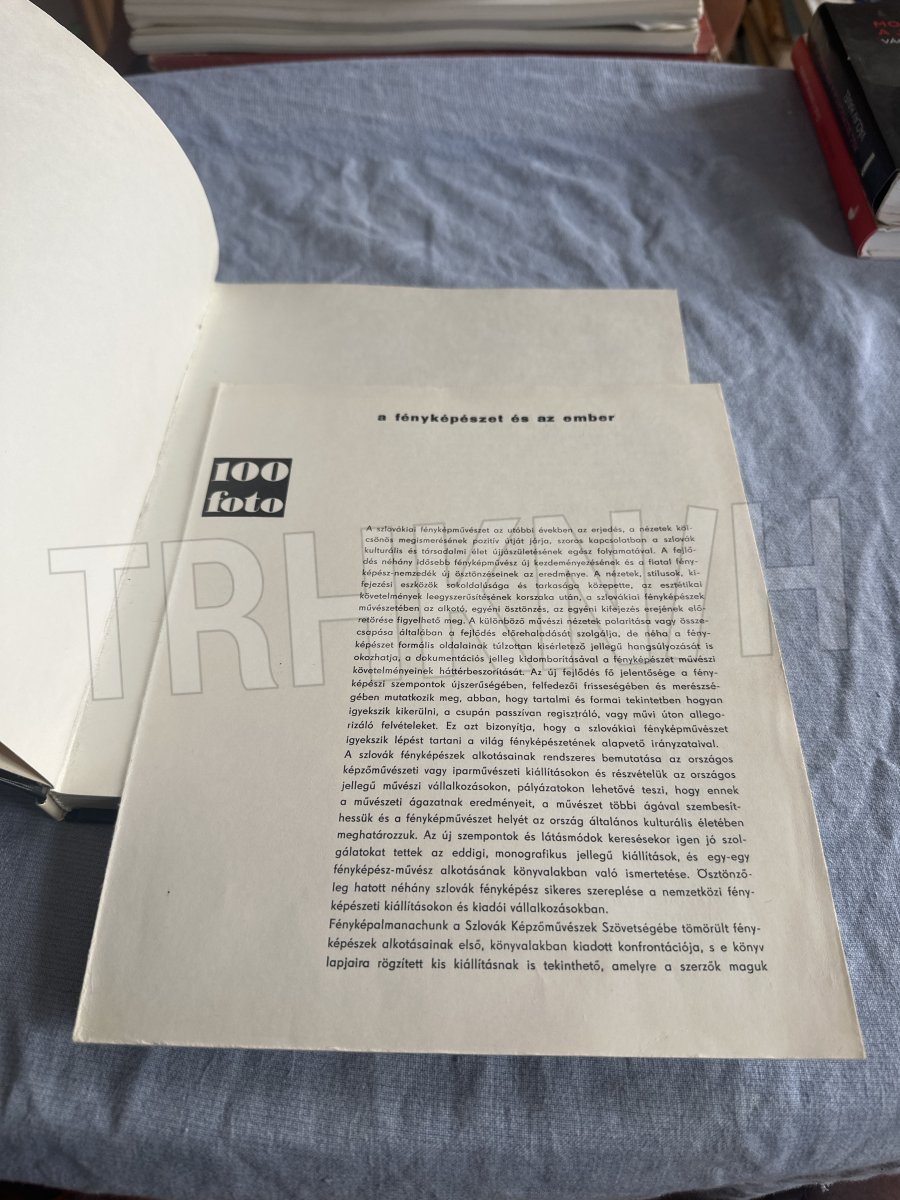 a fényképészet és az ember
100
foto
A szlovákiai fényképművészet az utóbbi években az erjedés, a nézetek köl-
csönös megismerésének pozitív útját járja, szoros kapcsolatban a szlovák
kulturális és társadalmi élet újjászületésének egész folyamatával. A fejlő-
dés néhány idősebb fényképművész új kezdeményezésének és a fiatal fény-
képész-nemzedék új ösztönzéseinek az eredménye. A nézetek, stílusok, ki-
fejezési eszközök sokoldalúsága és tarkasága közepette, az esztétikai
követelmények leegyszerűsítésének korszaka után, a szlovákiai fényképészek
művészetében az alkotó, egyéni ösztönzés, az egyéni kifejezés erejének elő-
retörése figyelhető meg. A különböző művészi nézetek polaritása vagy össze-
csapása általában a fejlődés előrehaladását szolgálja, de néha a fény-
képészet formális oldalainak túlzottan kisérletező jellegű hangsúlyozását is
okozhatja, a dokumentációs jelleg kidomborításával a fényképészet művészi
követelményeinek háttérbeszorítását. Az új fejlődés fő jelentősége a fény-
képészi szempontok újszerűségében, felfedezői frisseségében és merészsé-
gében mutatkozik meg, abban, hogy tartalmi és formai tekintetben hogyan
igyekszik kikerülni, a csupán passzívan regisztráló, vagy művi úton allego-
rizáló felvételeket. Ez azt bizonyítja, hogy a szlovákiai fényképművészet
igyekszik lépést tartani a világ fényképészetének alapvető irányzataival.
A szlovák fényképészek alkotásainak rendszeres bemutatása az országos
képzőművészeti vagy iparművészeti kiállításokon és részvételük az országos
jellegű művészi vállalkozásokon, pályázatokon lehetővé teszi, hogy ennek
a művészeti ágazatnak eredményeit, a művészet többi ágával szembesít-
hessük és a fényképművészet helyét az ország általános kulturális életében
meghatározzuk. Az új szempontok és látásmódok keresésekor igen jó szol-
gálatokat tettek az eddigi, monografikus jellegű kiállítások, és egy-egy
fényképész-művész alkotásának könyvalakban való ismertetése. Ösztönző-
leg hatott néhány szlovák fényképész sikeres szereplése a nemzetközi fény-
képészeti kiállításokon és kiadói vállalkozásokban.
Fényképalmanachunk a Szlovák Képzőművészek Szövetségébe tömörült fény-
képészek alkotásainak első, könyvalakban kiadott konfrontációja, s e könyv
lapjaira rögzített kis kiállításnak is tekinthető, amelyre a szerzők maguk